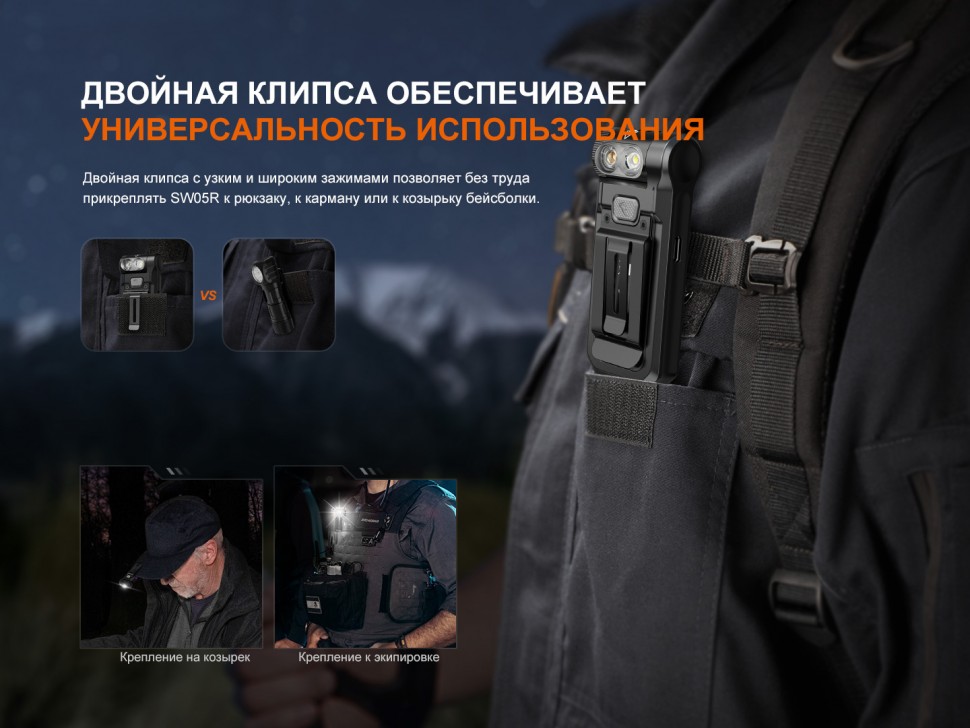 ДВОЙНАЯ КЛИПСА ОБЕСПЕЧИВАЕТ
УНИВЕРСАЛЬНОСТЬ ИСПОЛЬЗОВАНИЯ
Двойная клипса с узким и широким зажимами позволяет без труда
прикреплять SW05R к рюкзаку, к карману или к козырьку бейсболки.
VS
Крепление на козырек
Крепление к экипировке